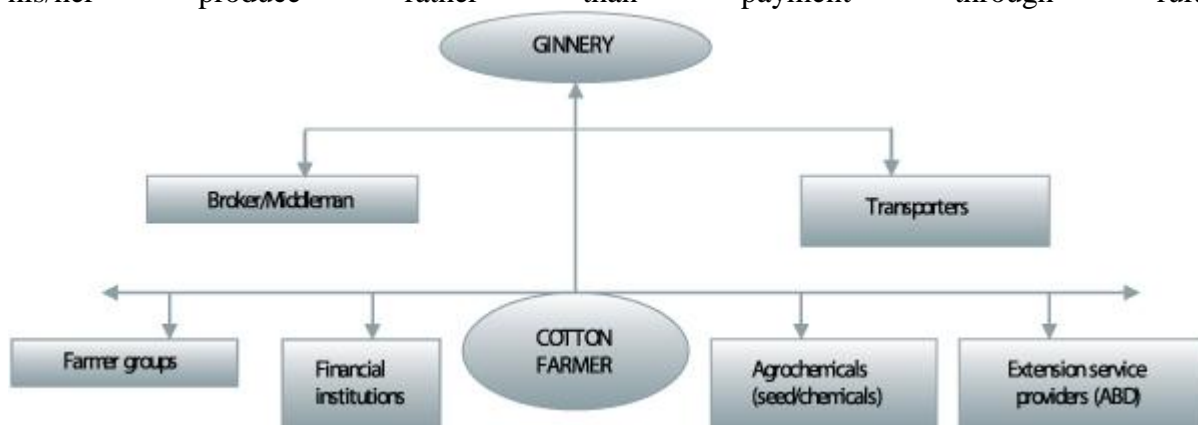 his/her produce rather than payment through
GINNERY
Broker/Middleman
Transporters
COTTON
FARMER
Farmer groups
Financial
institutions
Agrochemicals
(seed/chemicals)
Extension service
providers (ABD)